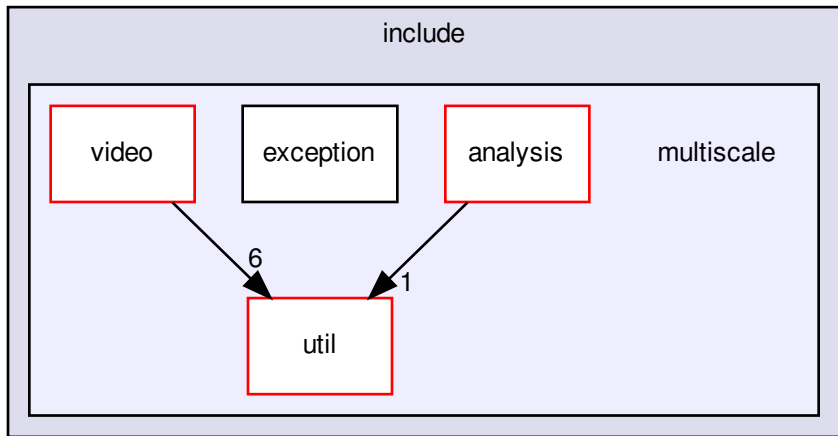 include
video
exception
analysis
multiscale
6
1
util